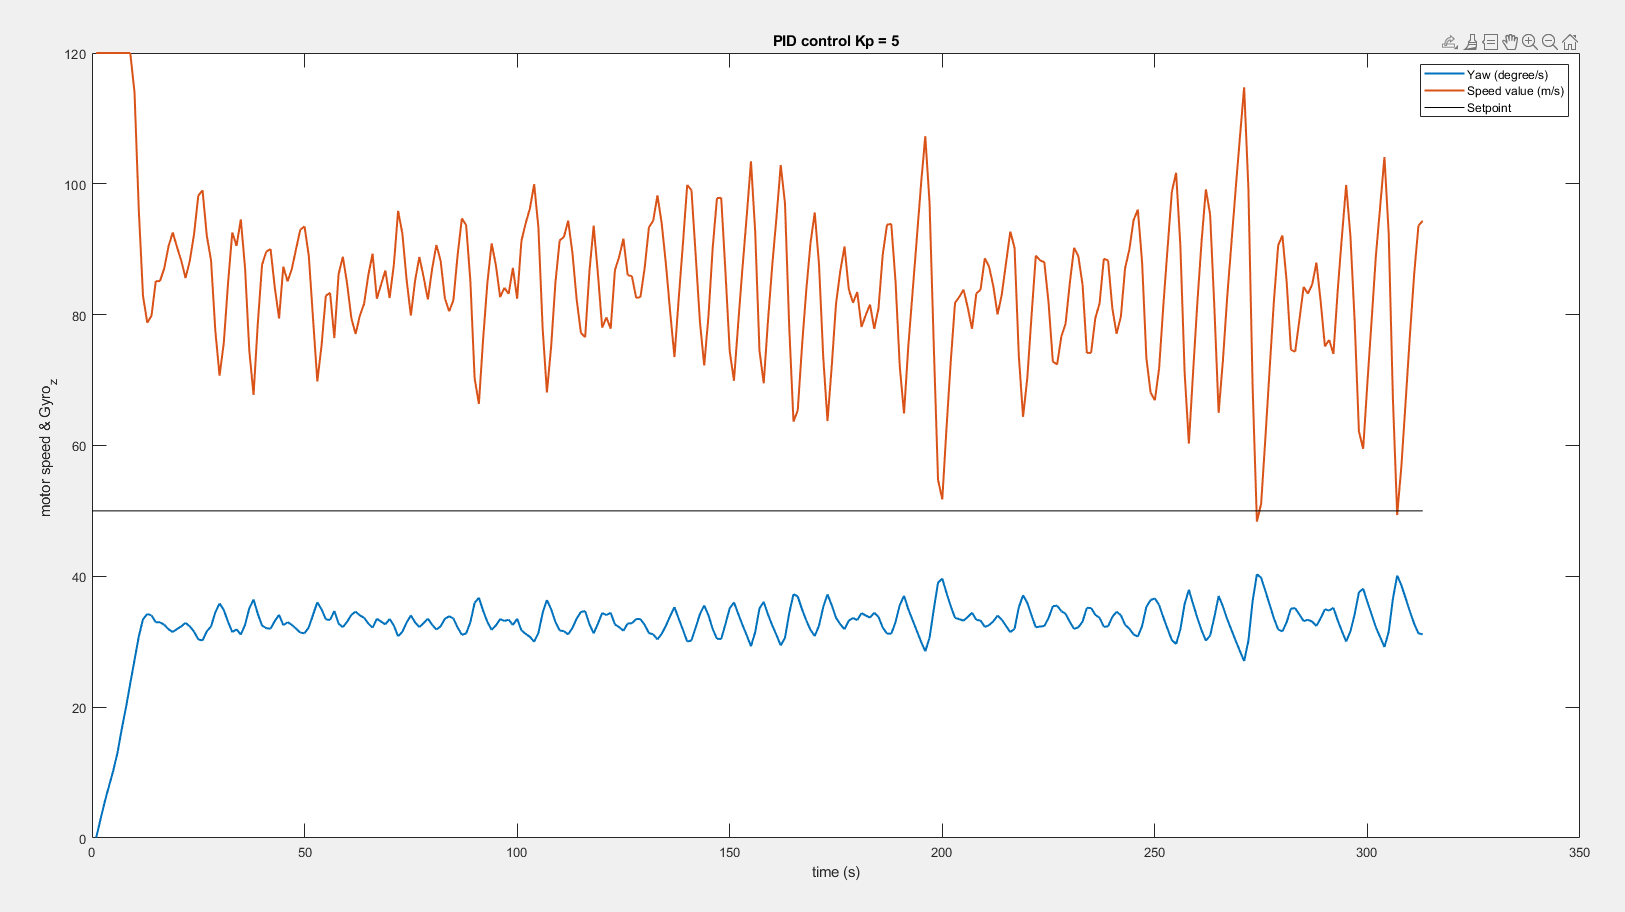 PID control Kp = 5
Yaw (degree/s)
Speed value (m/s)
Setpoint
120
100
80
60
40
20
0
motor speed & Gyro_z
0 50 100 150 200 250 300 350
time (s)